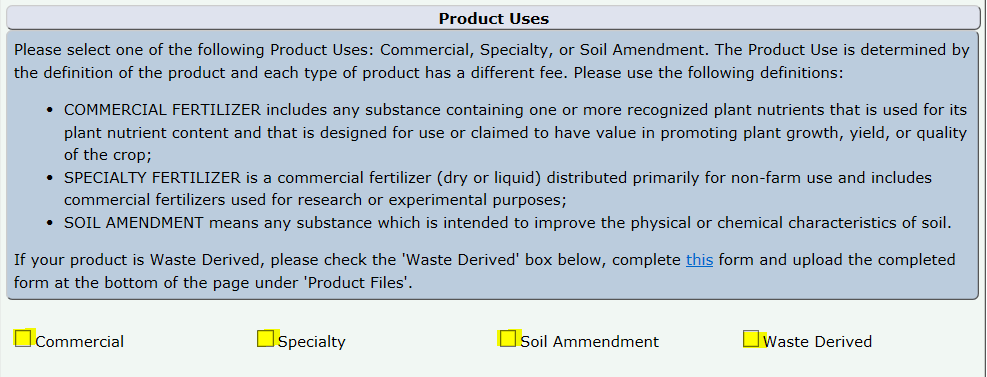 Product Uses
Please select one of the following Product Uses: Commercial, Specialty, or Soil Amendment. The Product Use is determined by
the definition of the product and each type of product has a different fee. Please use the following definitions:
• COMMERCIAL FERTILIZER includes any substance containing one or more recognized plant nutrients that is used for its
plant nutrient content and that is designed for use or claimed to have value in promoting plant growth, yield, or quality
of the crop;
• SPECIALTY FERTILIZER is a commercial fertilizer (dry or liquid) distributed primarily for non-farm use and includes
commercial fertilizers used for research or experimental purposes;
• SOIL AMENDMENT means any substance which is intended to improve the physical or chemical characteristics of soil.
If your product is Waste Derived, please check the 'Waste Derived' box below, complete this form and upload the completed
form at the bottom of the page under 'Product Files'.
Commercial Specialty Soil Ammendment Waste Derived